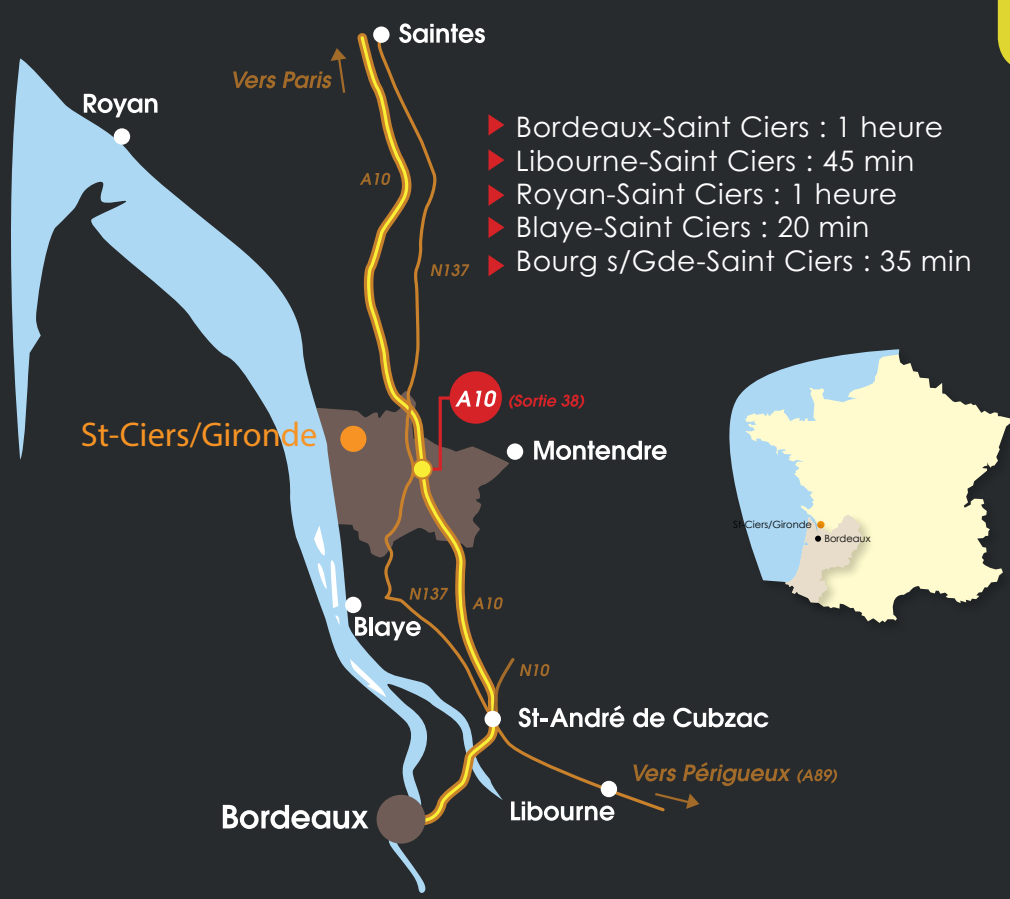 Saintes
Vers Paris
Royan
Bordeaux-Saint Ciers : 1 heure
Libourne-Saint Ciers : 45 min
Royan-Saint Ciers : 1 heure
Blaye-Saint Ciers : 20 min
Bourg s/Gde-Saint Ciers : 35 min
A10
N137
A10 (Sortie 38)
St-Ciers/Gironde
Montendre
St-Ciers/Gironde
Bordeaux
N137
A10
Blaye
N10
St-André de Cubzac
Vers Périgueux (A89)
Libourne
Bordeaux